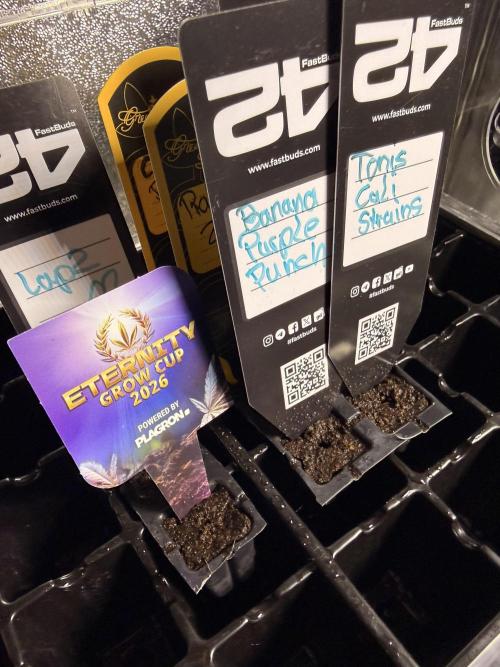 42
FastBuds
www.fastbuds.com
42
FastBuds
www.fastbuds.com
Banana
Purple
Punch
#fastbuds
42
FastBuds
www.fastbuds.com
Tonis
Cali
Strains
#fastbuds
ETERNITY
GROW CUP
2026
POWERED BY
PLAGRON